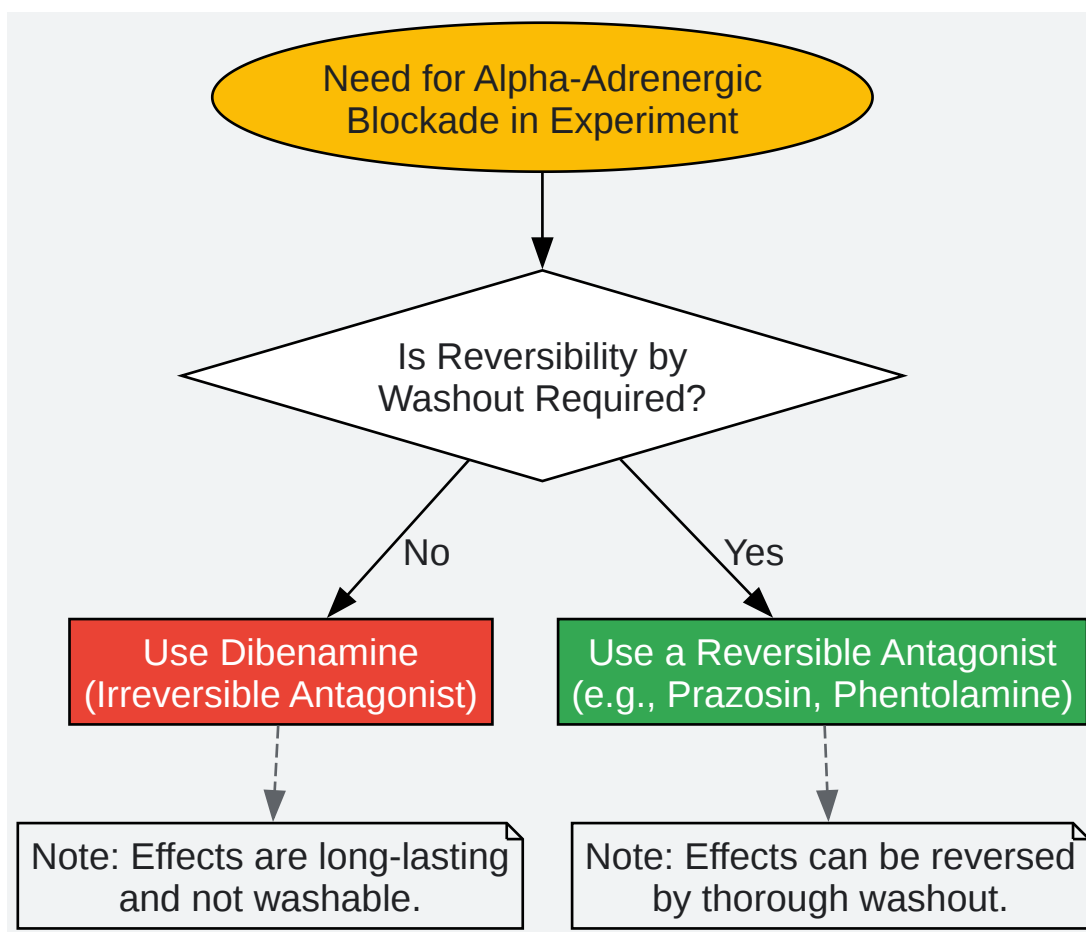 Need for Alpha-Adrenergic
Blockade in Experiment
Is Reversibility by
Washout Required?
No
Yes
Use Dibenamine
(Irreversible Antagonist)
Use a Reversible Antagonist
(e.g., Prazosin, Phentolamine)
Note: Effects are long-lasting
and not washable.
Note: Effects can be reversed
by thorough washout.